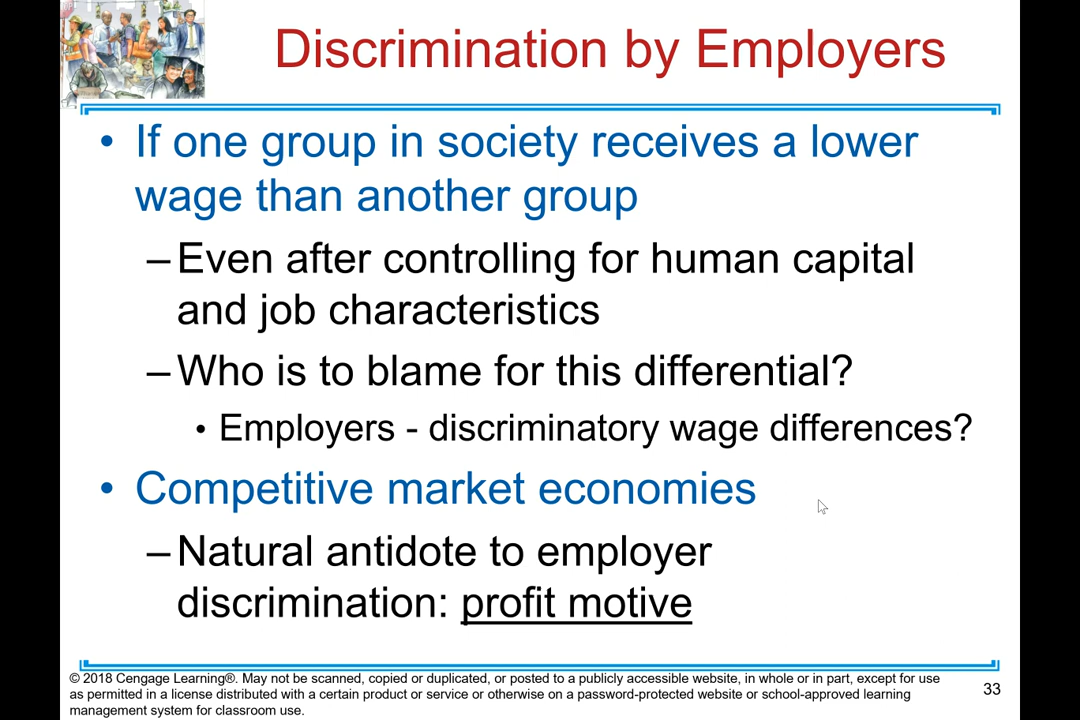 Discrimination by Employers
• If one group in society receives a lower
wage than another group
– Even after controlling for human capital
and job characteristics
– Who is to blame for this differential?
• Employers - discriminatory wage differences?
• Competitive market economies
– Natural antidote to employer
discrimination: profit motive
© 2018 Cengage Learning®. May not be scanned, copied or duplicated, or posted to a publicly accessible website, in whole or in part, except for use
as permitted in a license distributed with a certain product or service or otherwise on a password-protected website or school-approved learning
management system for classroom use.
33